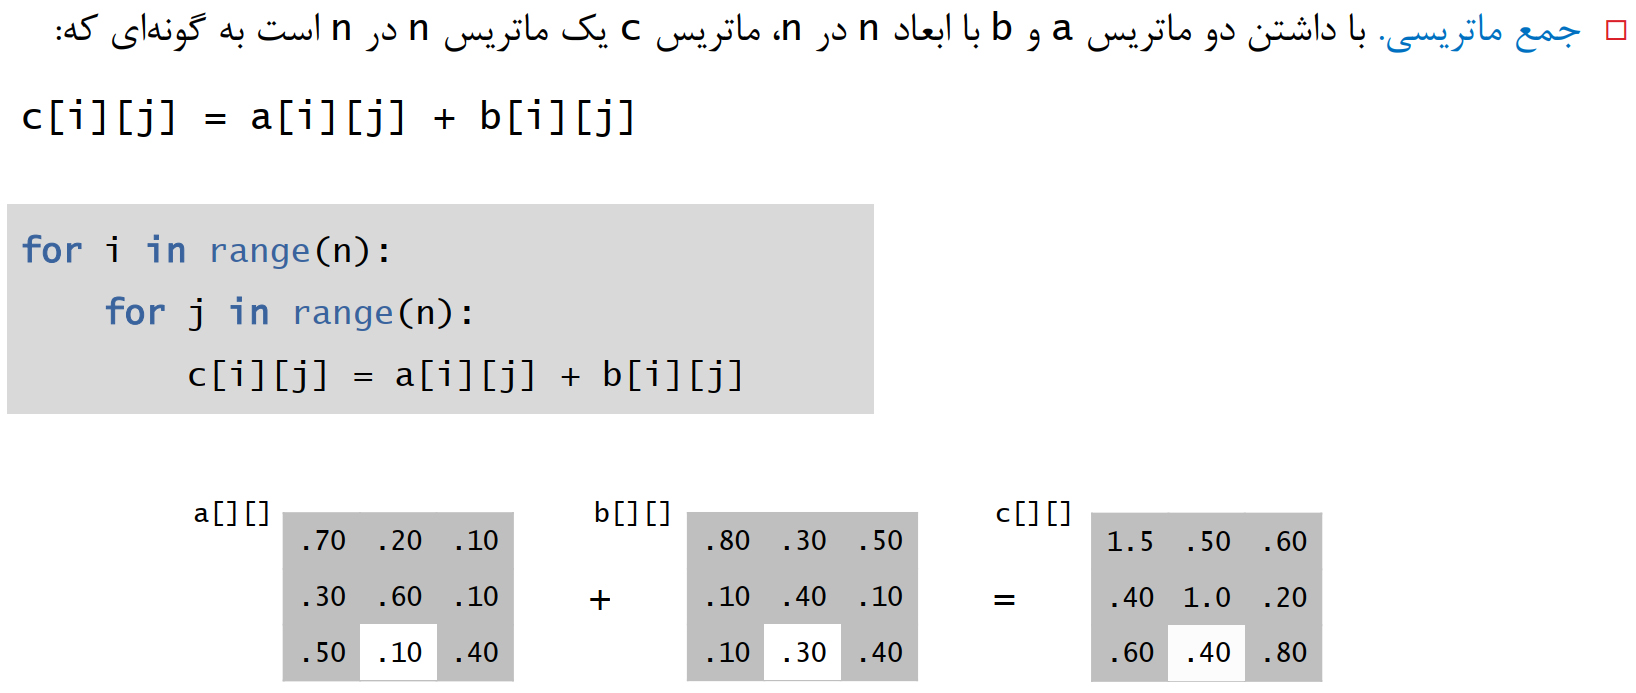 جمع ماتریسی. با داشتن دو ماتریس a و b با ابعاد n در n، ماتریس c یک ماتریس n در n است به گونه‌ای که:
c[i][j] = a[i][j] + b[i][j]
for i in range(n):
for j in range(n):
c[i][j] = a[i][j] + b[i][j]
a[][]
.70 .20 .10
.30 .60 .10
.50 .10 .40
+
b[][]
.80 .30 .50
.10 .40 .10
.10 .30 .40
=
c[][]
1.5 .50 .60
.40 1.0 .20
.60 .40 .80